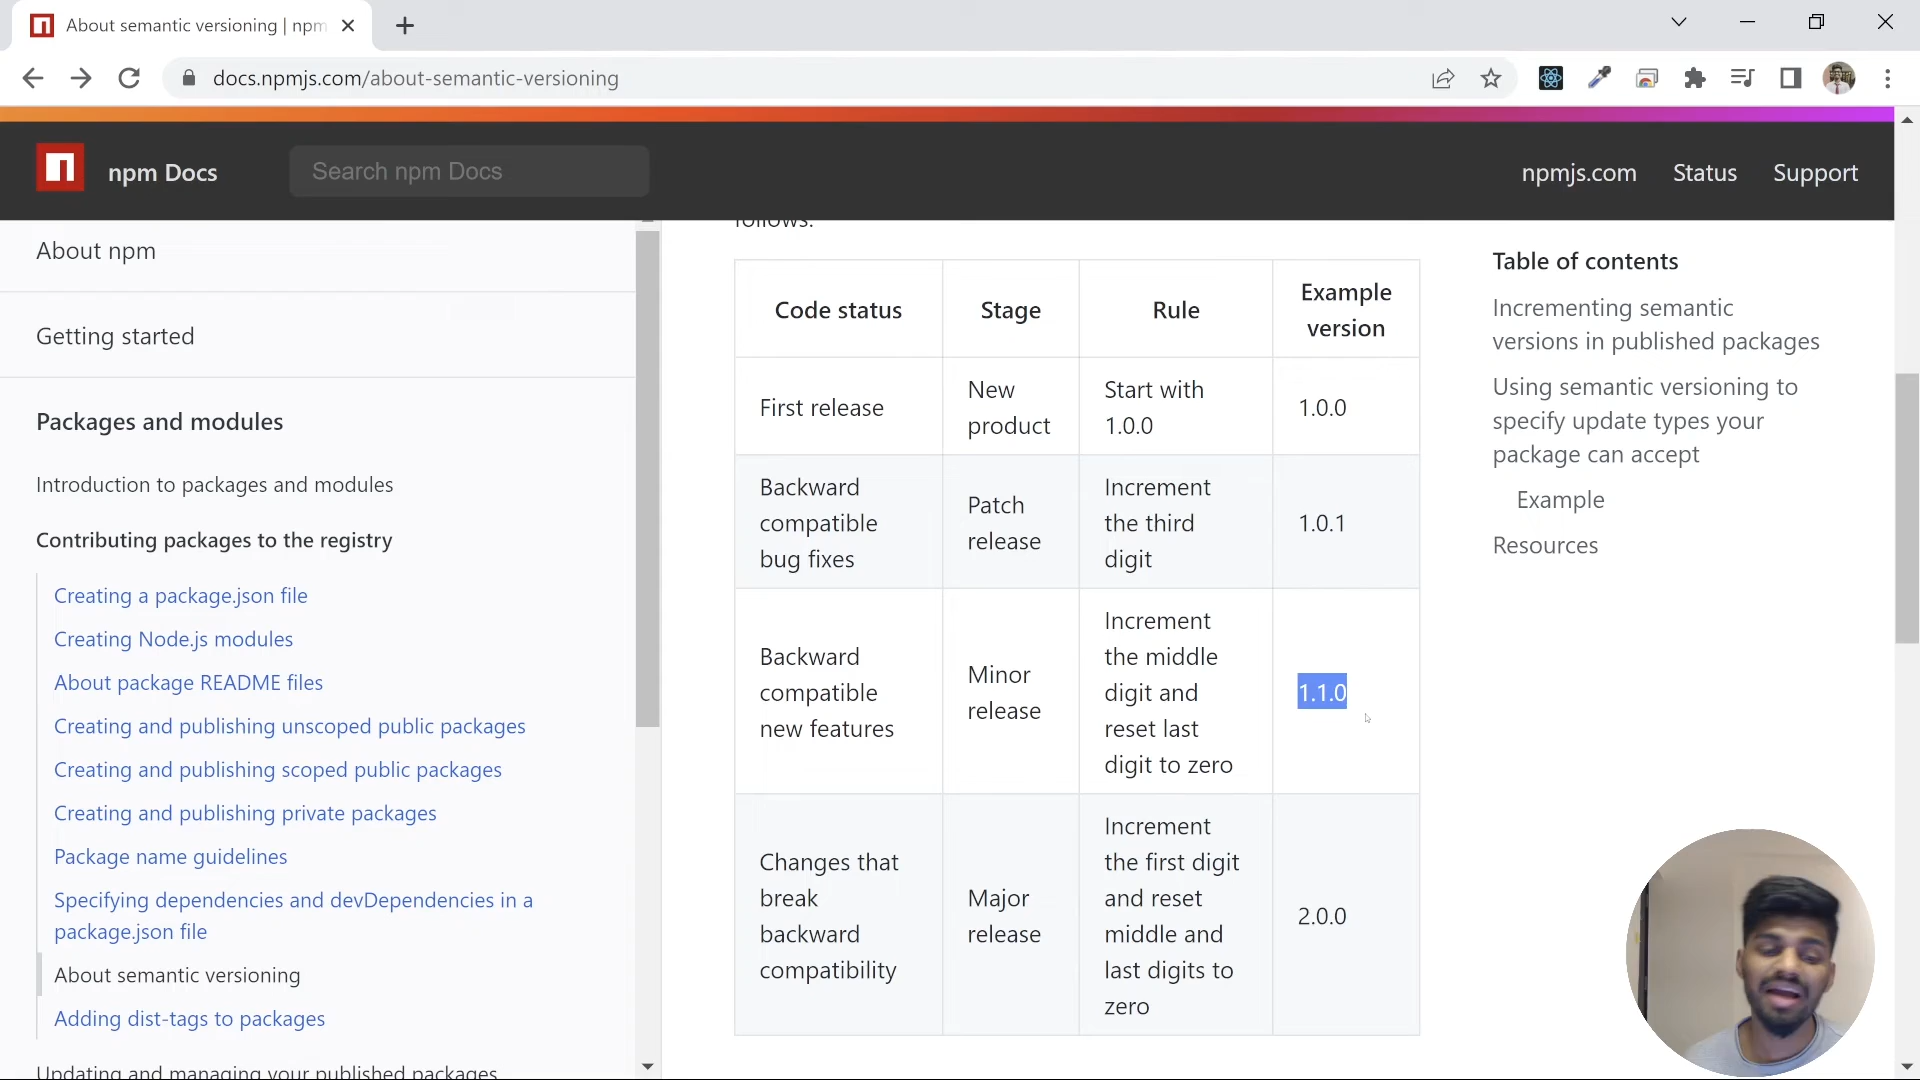 About semantic versioning | npm
docs.npmjs.com/about-semantic-versioning
npm Docs
Search npm Docs
npmjs.com
Status
Support
About npm
Getting started
Packages and modules
Introduction to packages and modules
Contributing packages to the registry
Creating a package.json file
Creating Node.js modules
About package README files
Creating and publishing unscoped public packages
Creating and publishing scoped public packages
Creating and publishing private packages
Package name guidelines
Specifying dependencies and devDependencies in a
package.json file
About semantic versioning
Adding dist-tags to packages
Updating and managing your published packages
follows:
Code status
Stage
Rule
Example
version
First release
New
product
Start with
1.0.0
1.0.0
Backward
compatible
bug fixes
Patch
release
Increment
the third
digit
1.0.1
Backward
compatible
new features
Minor
release
Increment
the middle
digit and
reset last
digit to zero
1.1.0
Changes that
break
backward
compatibility
Major
release
Increment
the first digit
and reset
middle and
last digits to
zero
2.0.0
Table of contents
Incrementing semantic
versions in published packages
Using semantic versioning to
specify update types your
package can accept
Example
Resources